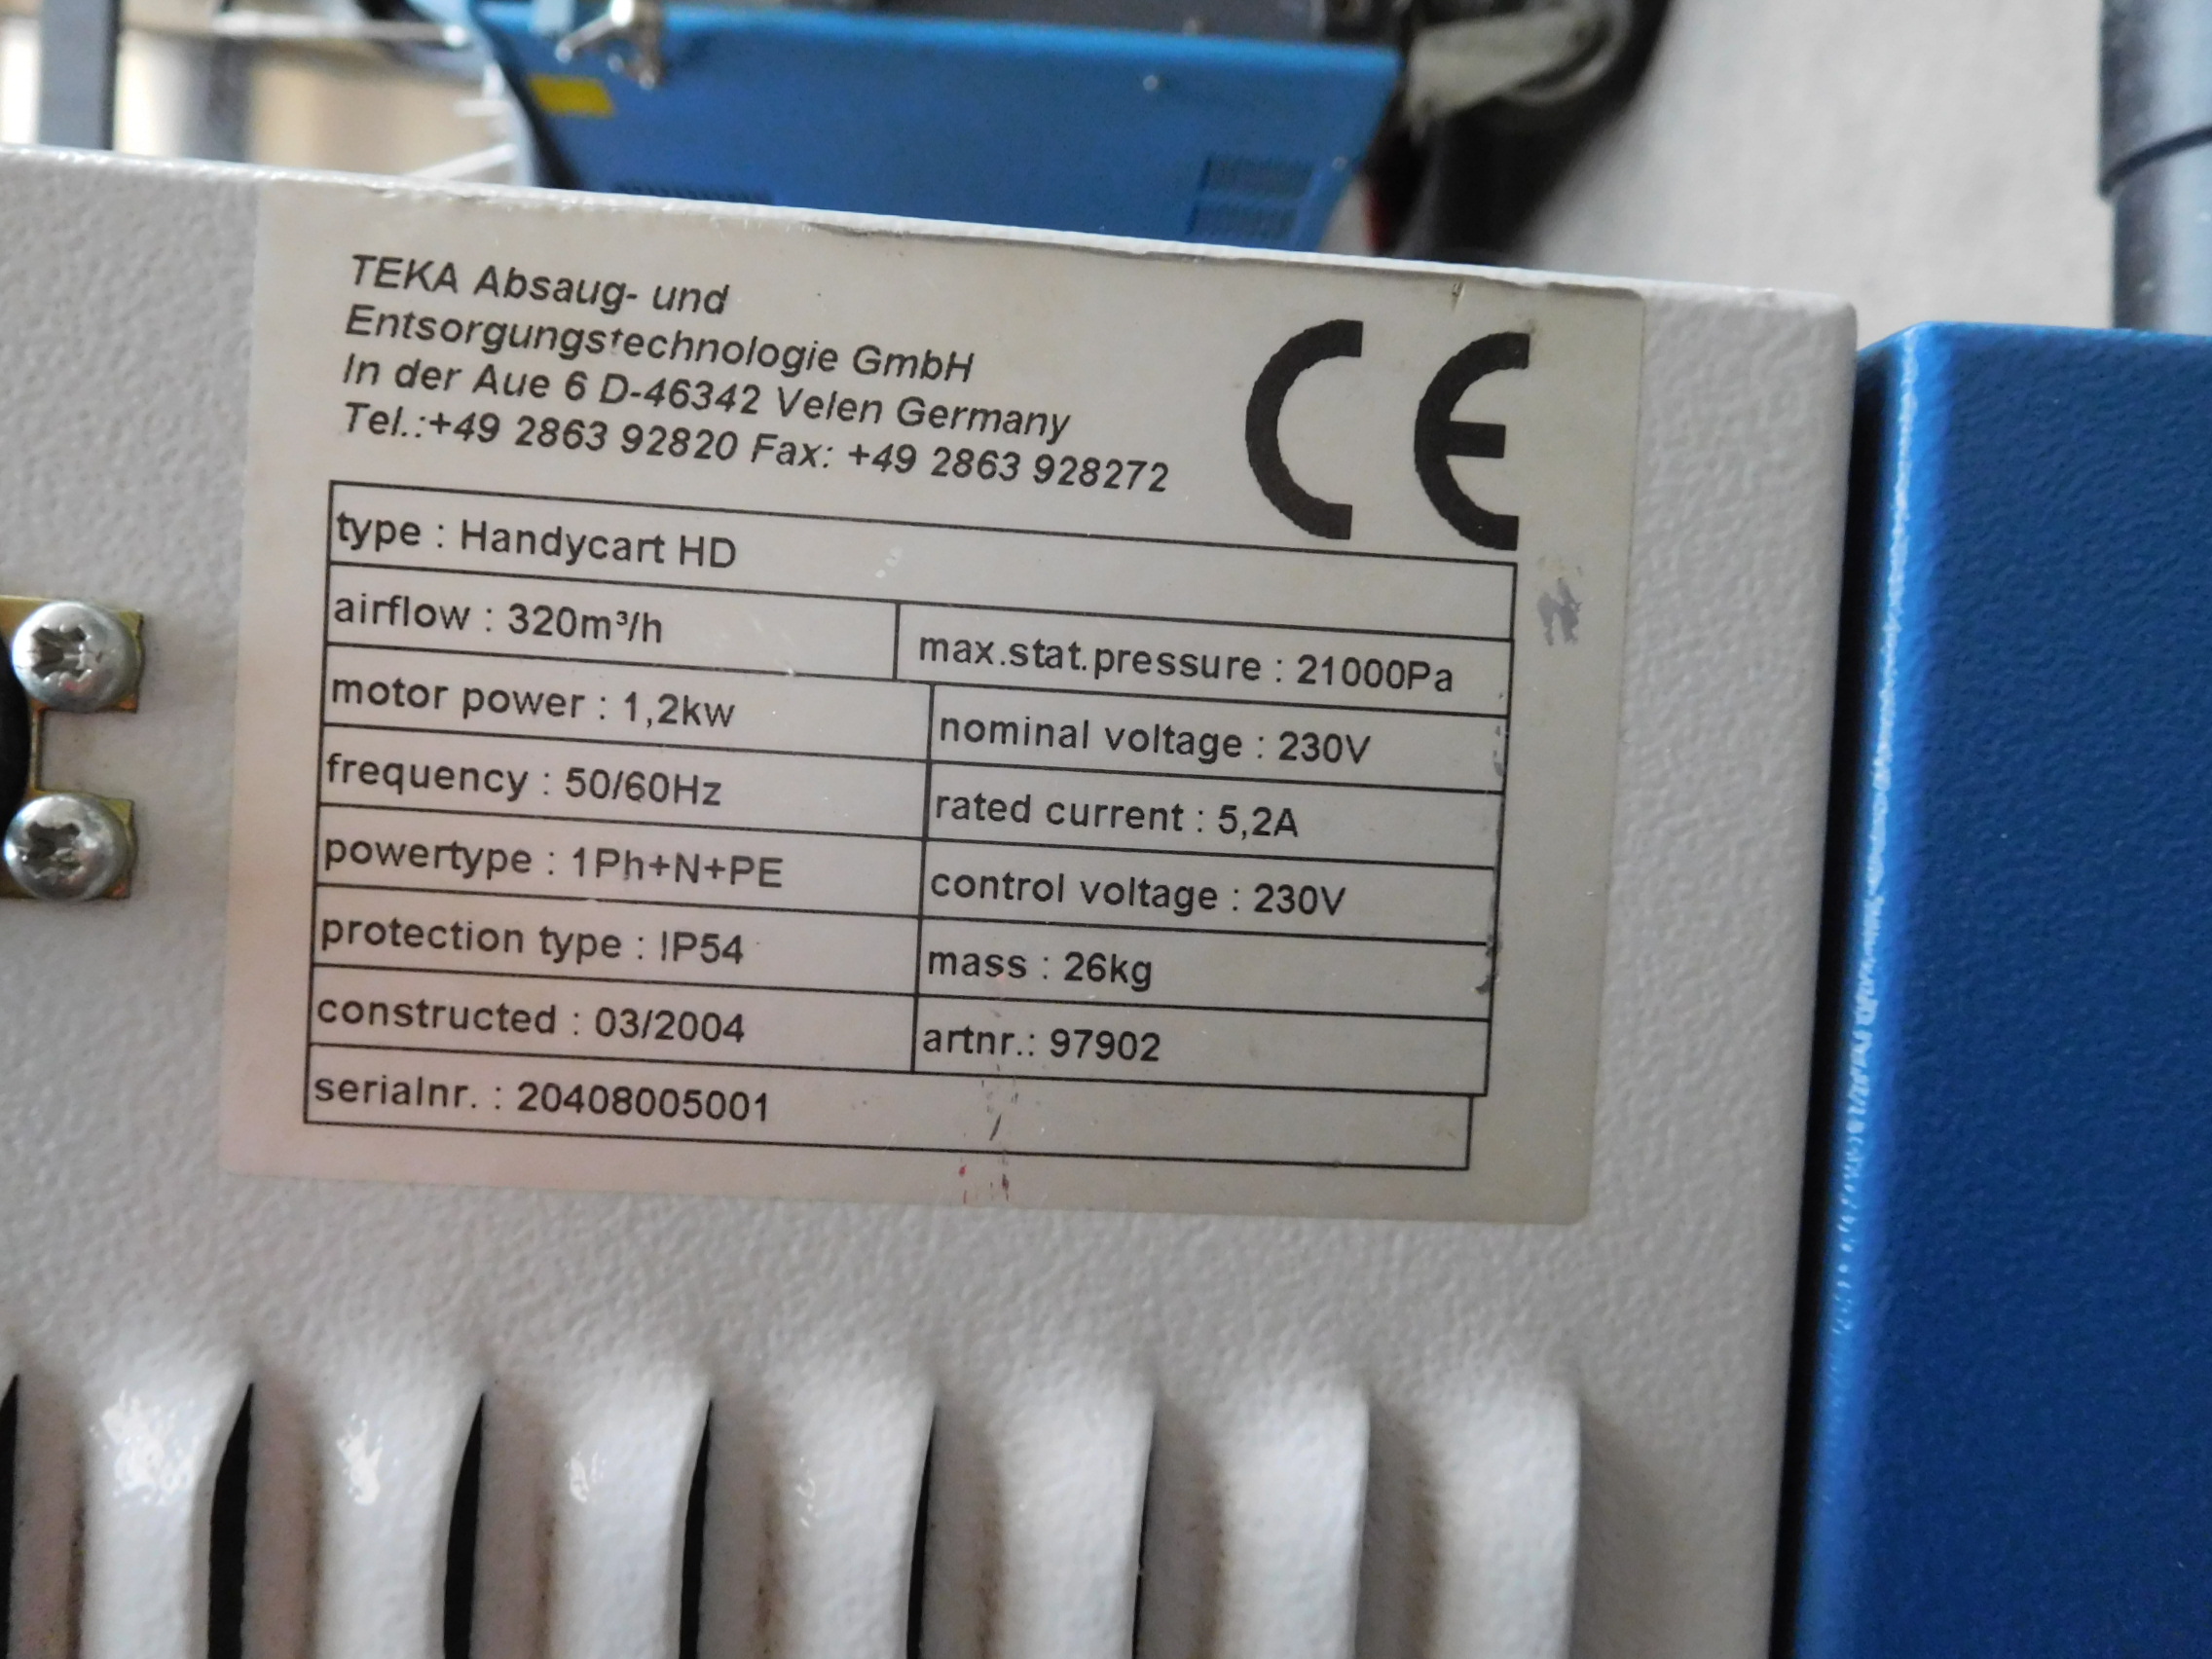 TEKA Absaug- und
Entsorgungstechnologie GmbH
In der Aue 6 D-46342 Velen Germany
Tel.:+49 2863 92820 Fax: +49 2863 928272
CE
type : Handycart HD
airflow : 320m³/h max.stat.pressure : 21000Pa
motor power : 1,2kw nominal voltage : 230V
frequency : 50/60Hz rated current : 5,2A
powertype : 1Ph+N+PE control voltage : 230V
protection type : IP54 mass : 26kg
constructed : 03/2004 artnr.: 97902
serialnr. : 20408005001